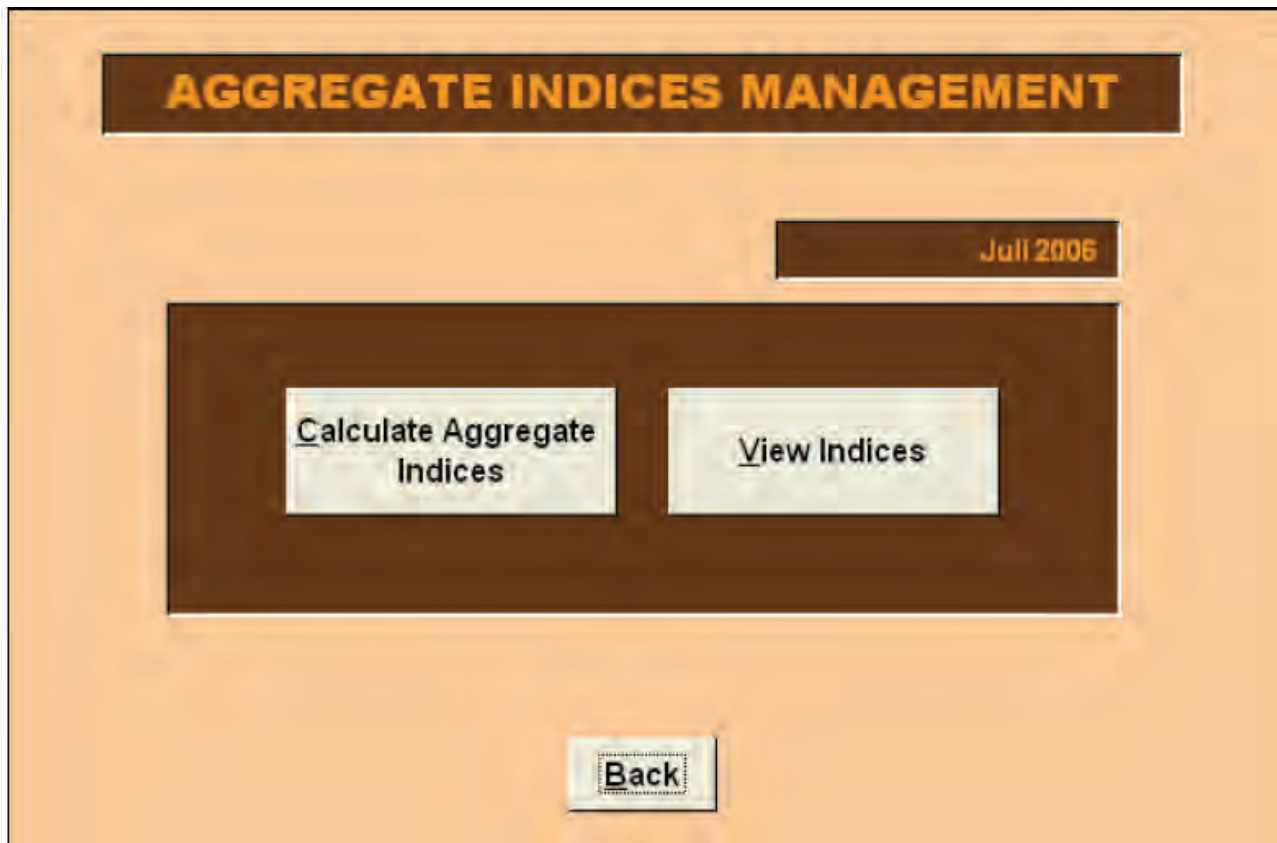 AGGREGATE INDICES MANAGEMENT
Juli 2006
Calculate Aggregate
Indices
View Indices
Back